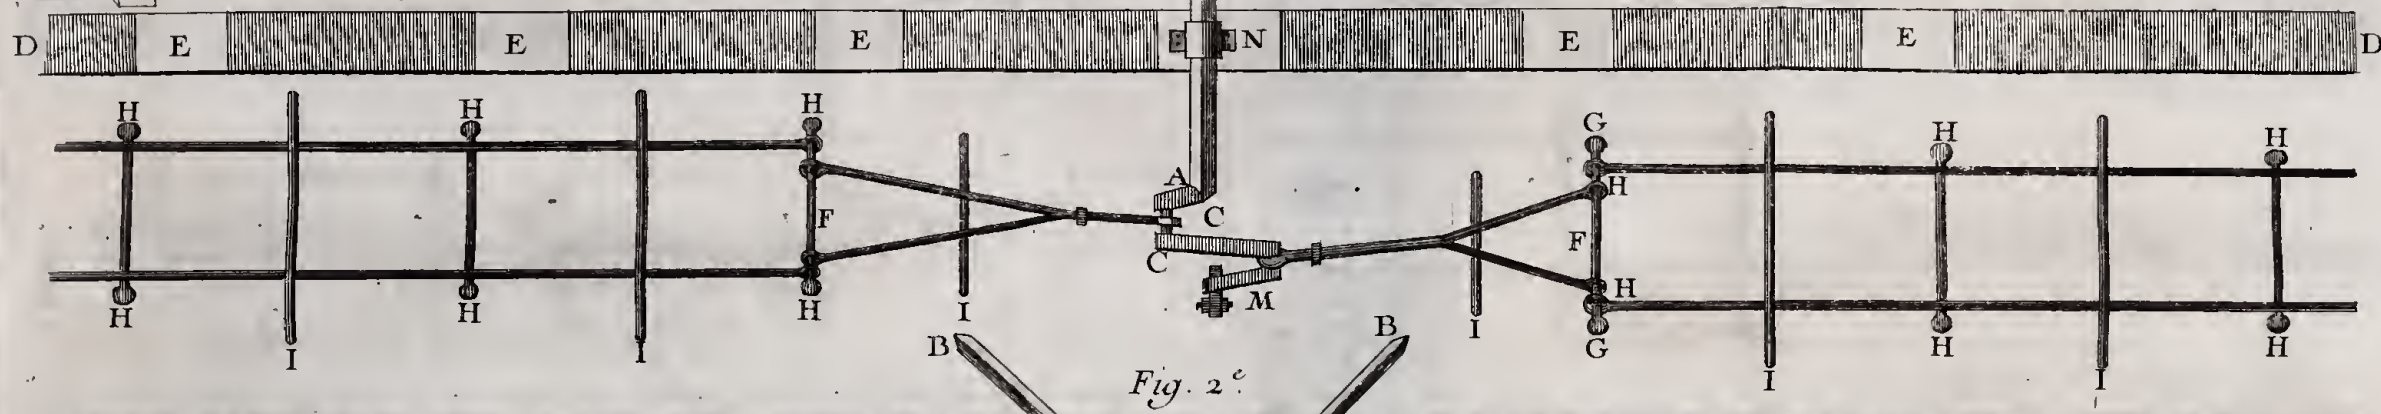 D E E E N E E D
H H H G H H
A H
F C F
C H
H H H I M I G H H
I I B B I I
Fig. 2e.